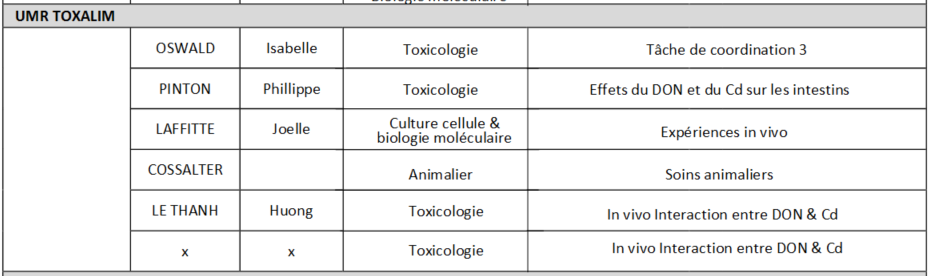 biologie moléculaire
UMR TOXALIM
OSWALD Isabelle Toxicologie Tâche de coordination 3
PINTON Phillippe Toxicologie Effets du DON et du Cd sur les intestins
LAFFITTE Joelle Culture cellule & biologie moléculaire Expériences in vivo
COSSALTER Animalier Soins animaliers
LE THANH Huong Toxicologie In vivo Interaction entre DON & Cd
x x Toxicologie In vivo Interaction entre DON & Cd